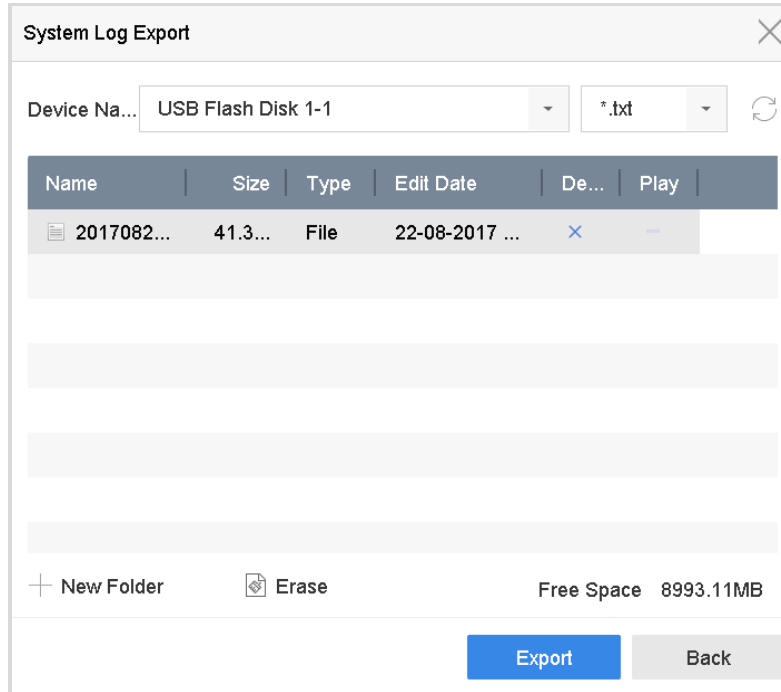 System Log Export
Device Na... USB Flash Disk 1-1 *.txt
Name Size Type Edit Date De... Play
2017082... 41.3... File 22-08-2017 ...
New Folder Erase Free Space 8993.11MB
Export Back